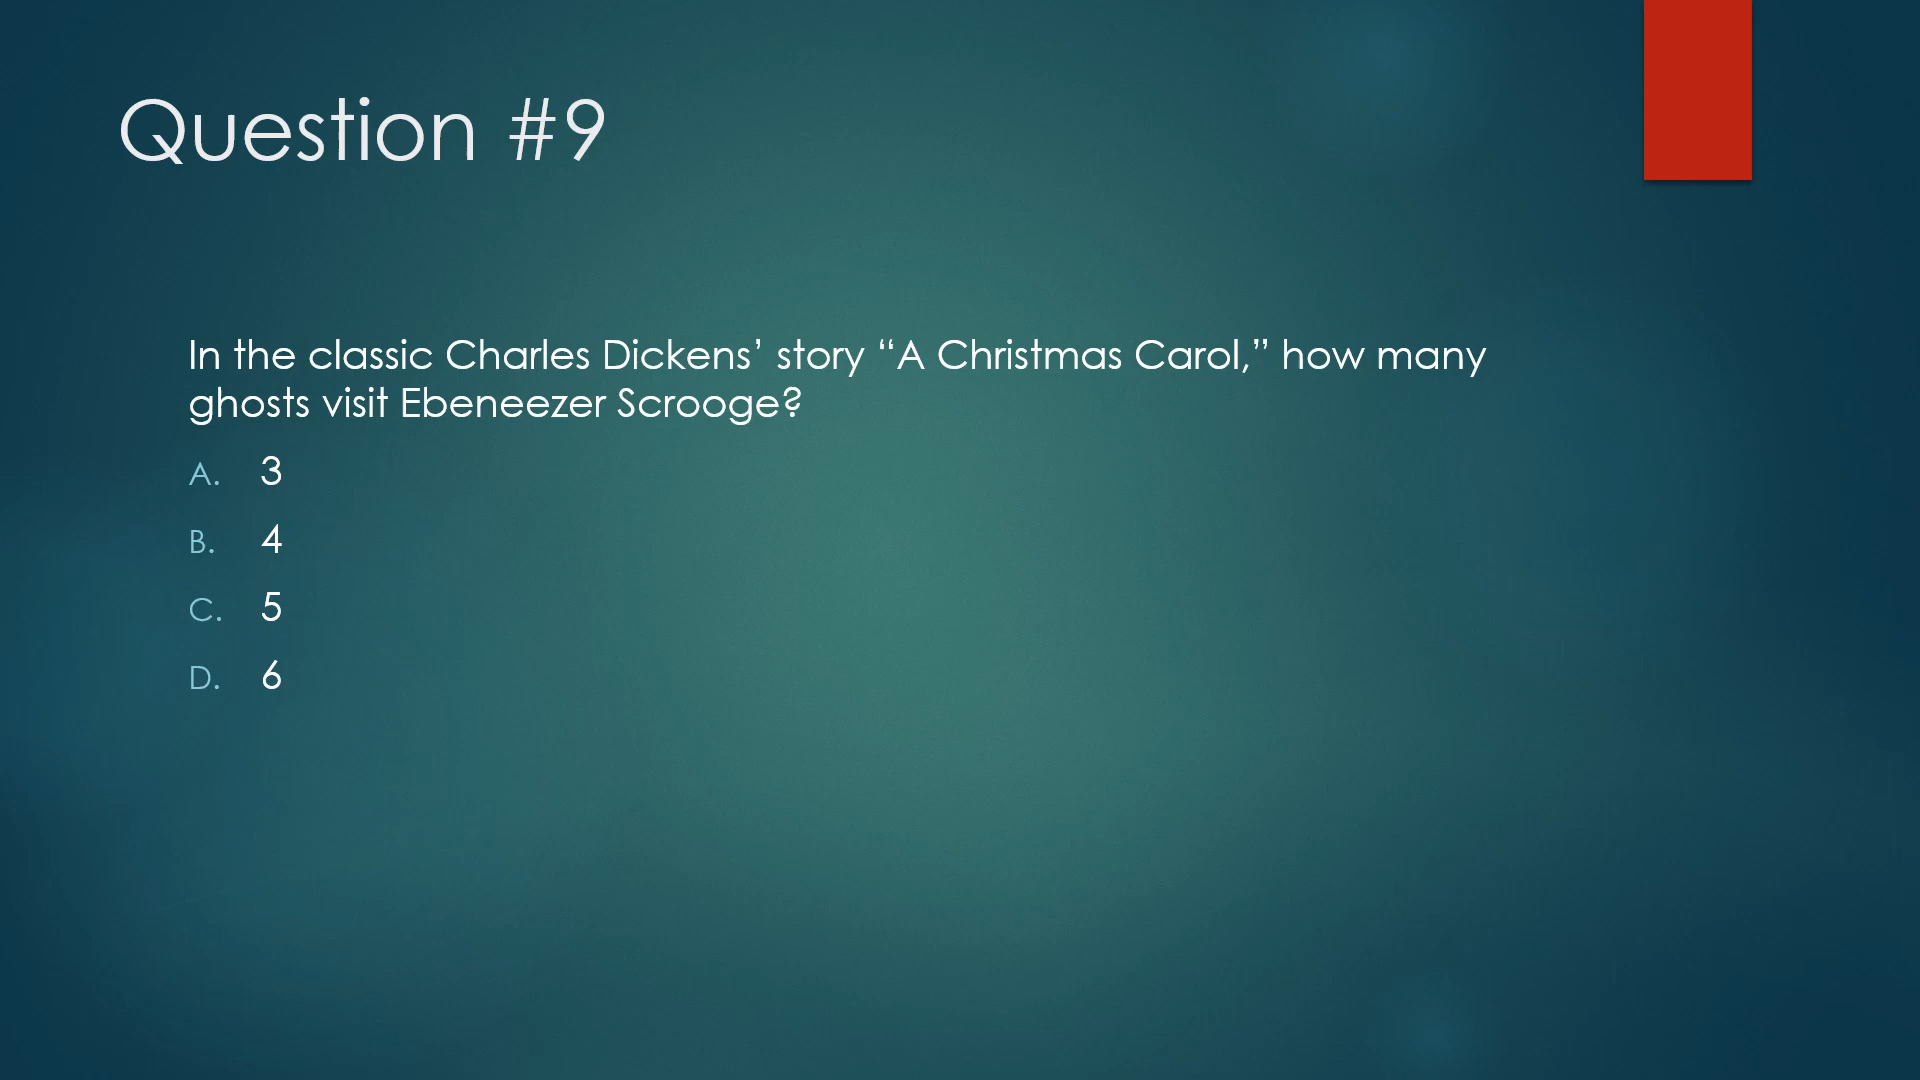 Question #9
In the classic Charles Dickens’ story “A Christmas Carol,” how many
ghosts visit Ebeneezer Scrooge?
A. 3
B. 4
C. 5
D. 6